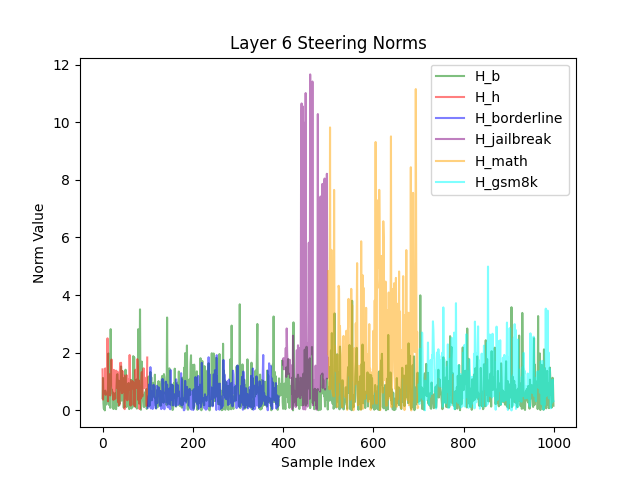 Layer 6 Steering Norms
12
10
8
6
4
2
0
Norm Value
H_b
H_h
H_borderline
H_jailbreak
H_math
H_gsm8k
0 200 400 600 800 1000
Sample Index